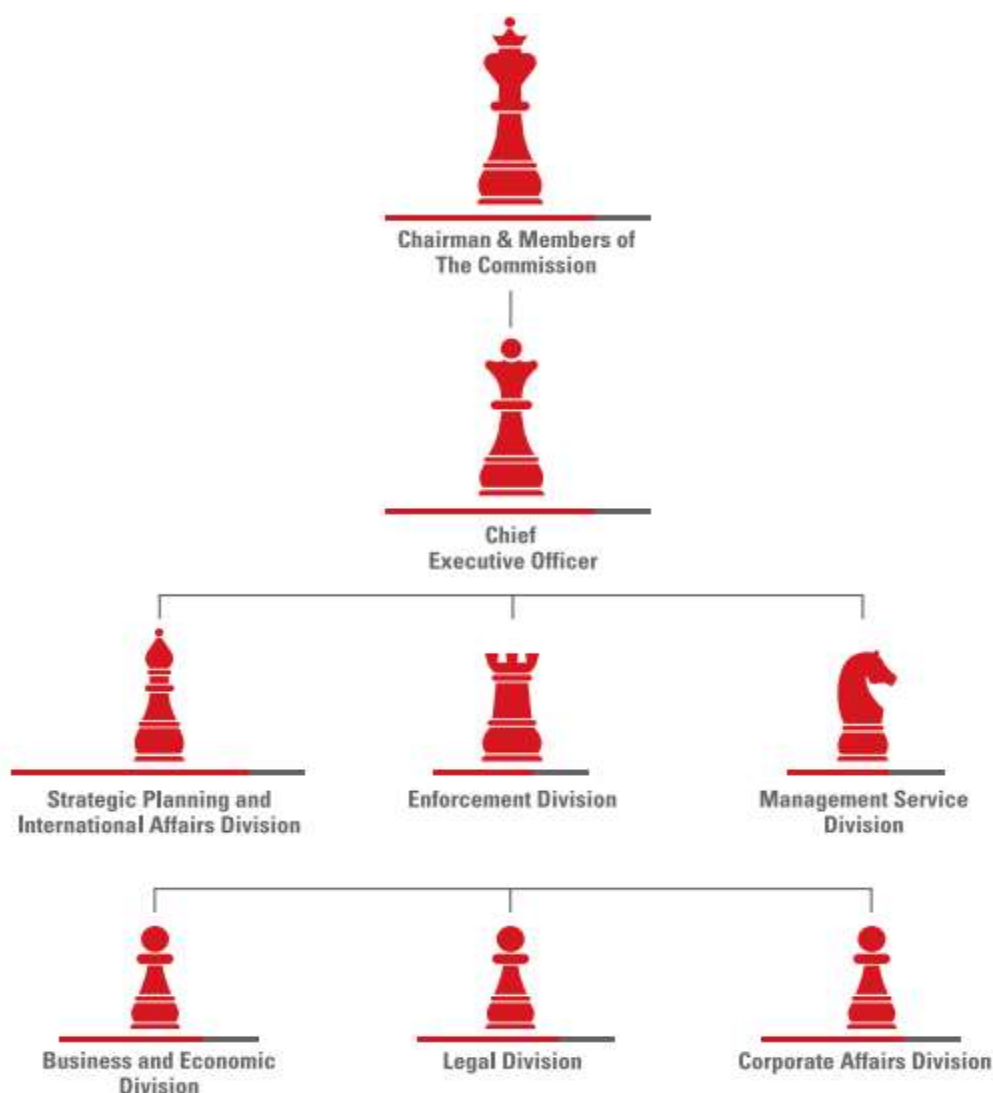 Chairman & Members of
The Commission
Chief
Executive Officer
Strategic Planning and
International Affairs Division
Enforcement Division
Management Service
Division
Business and Economic
Division
Legal Division
Corporate Affairs Division